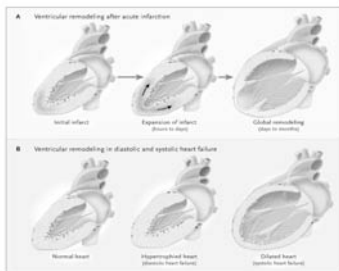 A Ventricular remodeling after acute infarction
Initial infarct
Expansion of infarct
(hours to days)
Global remodeling
(days to months)
B Ventricular remodeling in diastolic and systolic heart failure
Normal heart
Hypertrophied heart
(diastolic heart failure)
Dilated heart
(systolic heart failure)